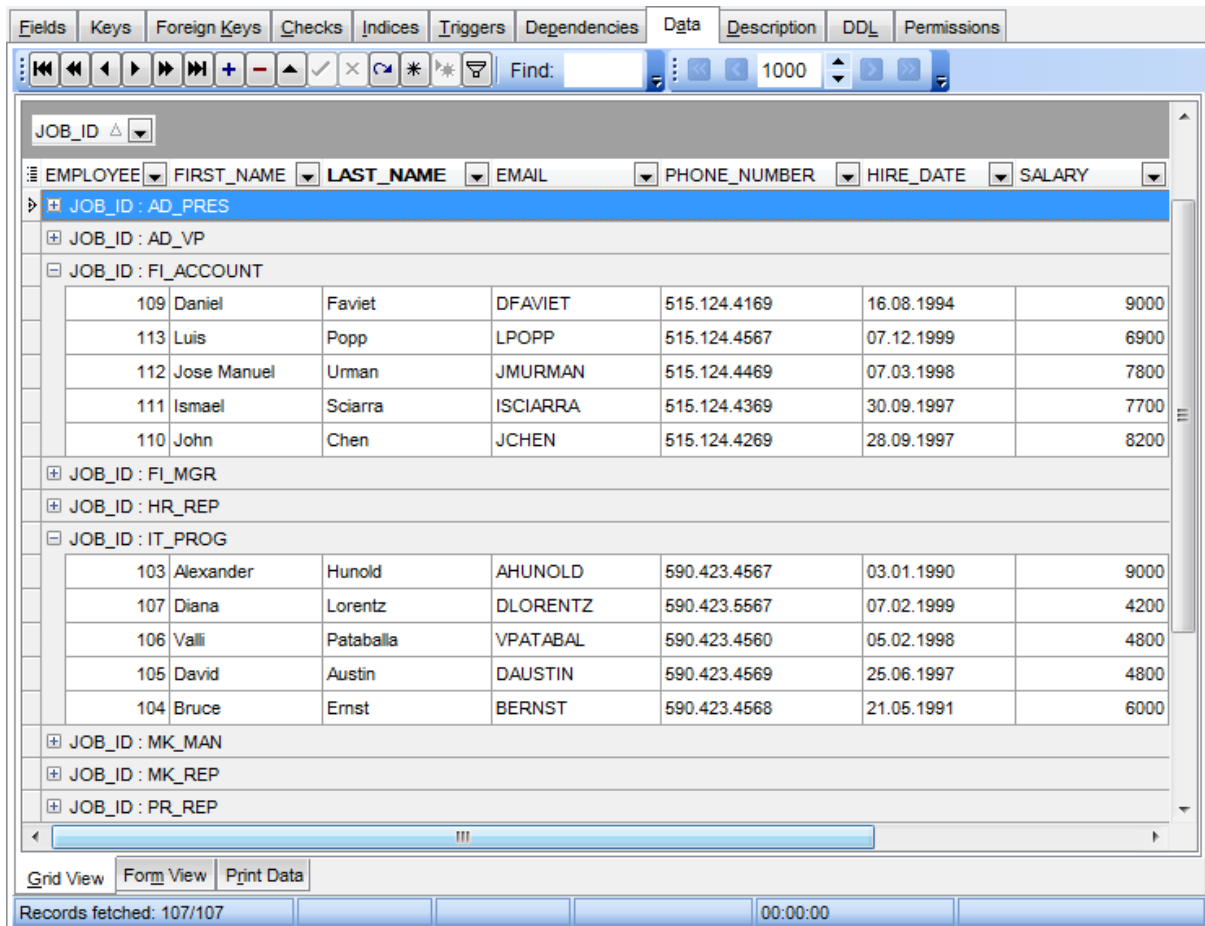 Fields Keys Foreign Keys Checks Indices Triggers Dependencies Data Description DDL Permissions
Find: 1000
JOB_ID
EMPLOYEE FIRST_NAME LAST_NAME EMAIL PHONE_NUMBER HIRE_DATE SALARY
JOB_ID : AD_PRES
JOB_ID : AD_VP
JOB_ID : FI_ACCOUNT
109 Daniel Faviet DFAVIET 515.124.4169 16.08.1994 9000
113 Luis Popp LPOPP 515.124.4567 07.12.1999 6900
112 Jose Manuel Urman JMURMAN 515.124.4469 07.03.1998 7800
111 Ismael Sciarra ISCIARRA 515.124.4369 30.09.1997 7700
110 John Chen JCHEN 515.124.4269 28.09.1997 8200
JOB_ID : FI_MGR
JOB_ID : HR_REP
JOB_ID : IT_PROG
103 Alexander Hunold AHUNOLD 590.423.4567 03.01.1990 9000
107 Diana Lorentz DLORENTZ 590.423.5567 07.02.1999 4200
106 Valli Pataballa VPATABAL 590.423.4560 05.02.1998 4800
105 David Austin DAUSTIN 590.423.4569 25.06.1997 4800
104 Bruce Ernst BERNST 590.423.4568 21.05.1991 6000
JOB_ID : MK_MAN
JOB_ID : MK_REP
JOB_ID : PR_REP
Grid View Form View Print Data
Records fetched: 107/107 00:00:00